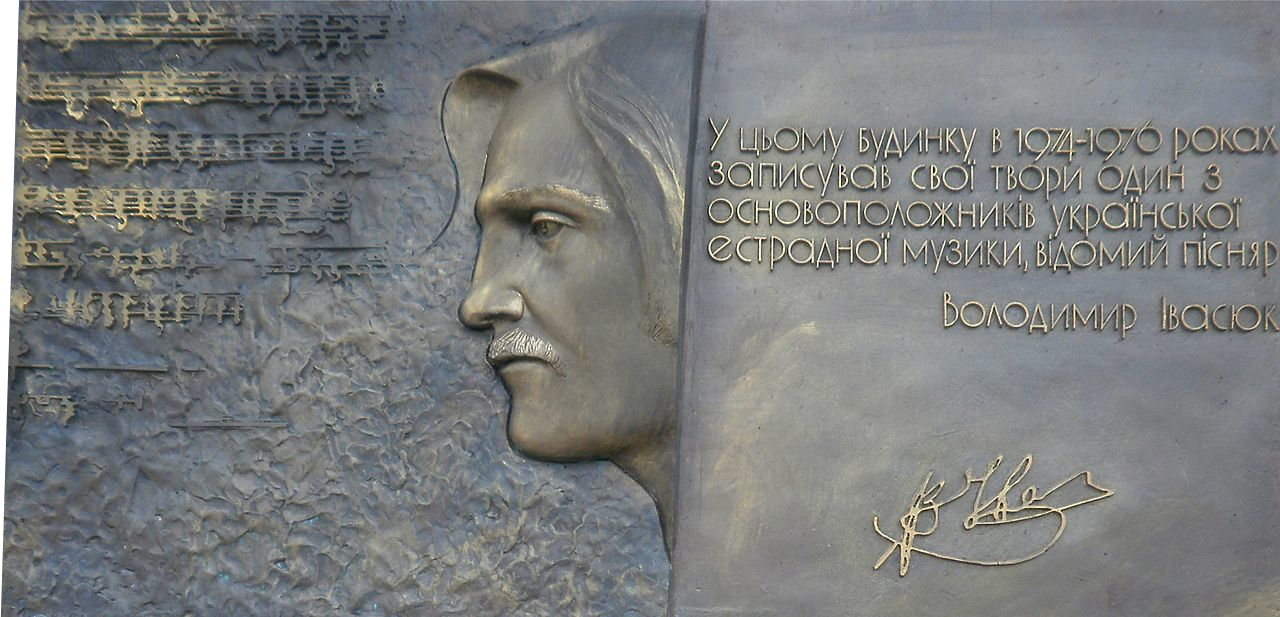 У цьому будинку в 1974-1976 роках
записував свої твори один з
основоположників української
естрадної музики, відомий пісняр
Володимир Івасюк